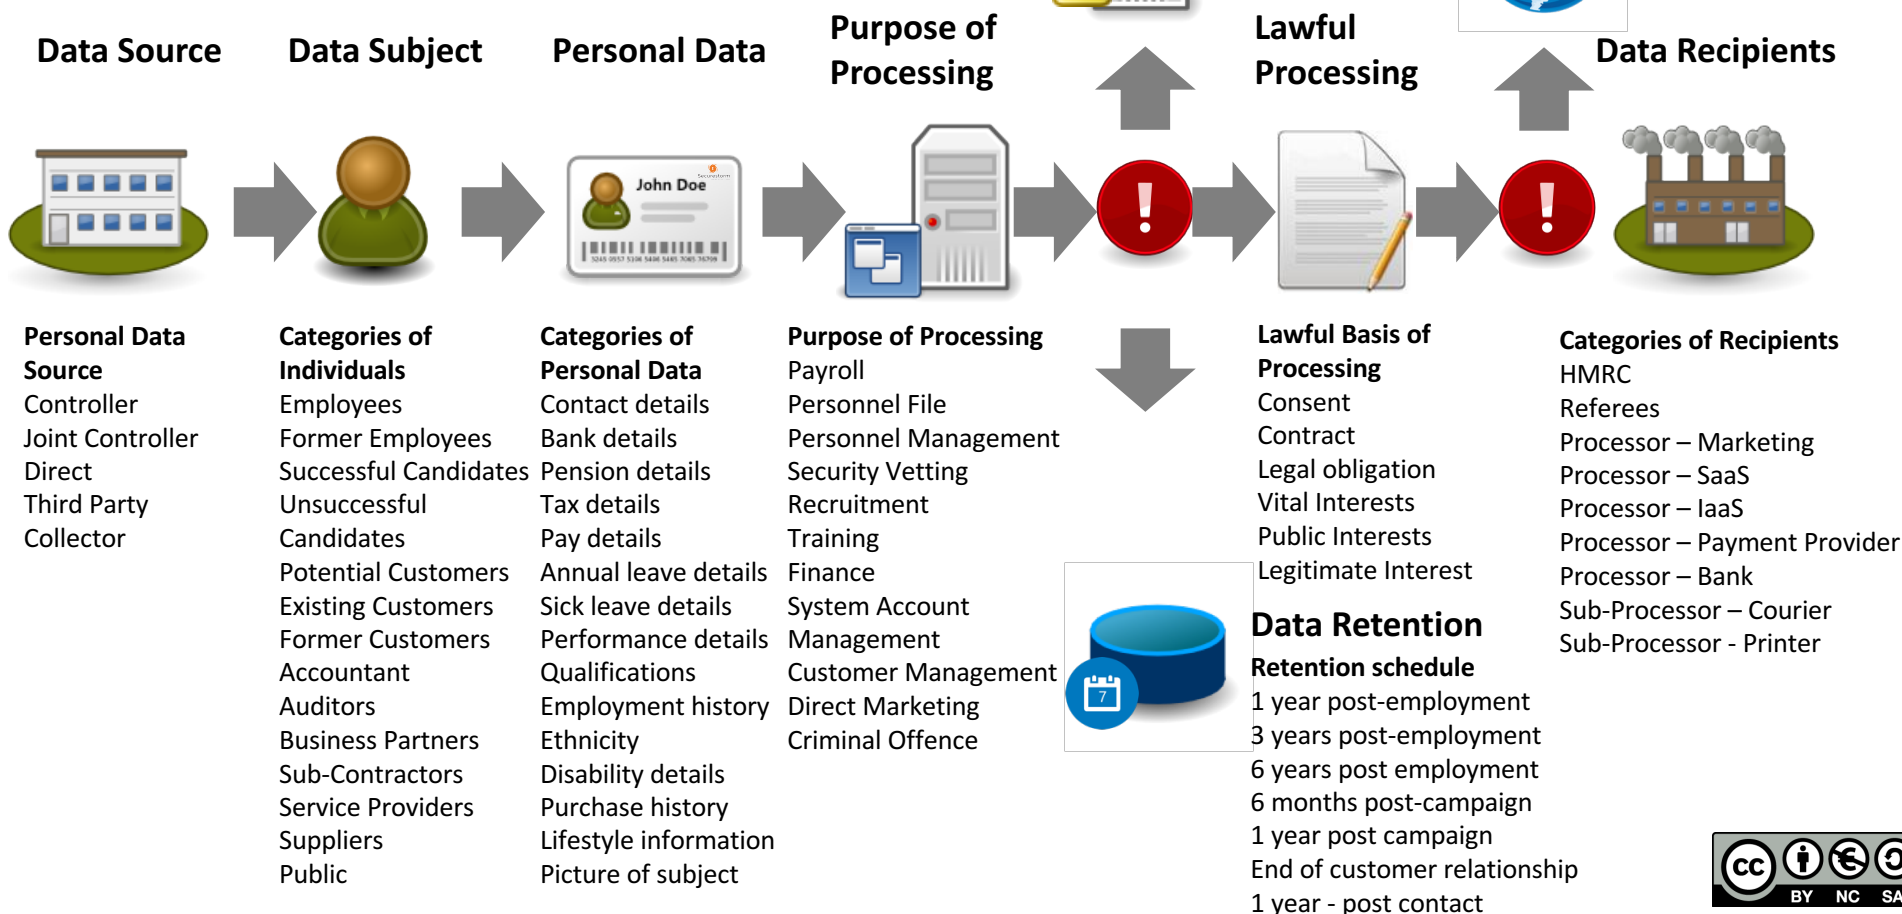 Data Source
Data Subject
Personal Data
Purpose of
Processing
Lawful
Processing
Data Recipients
John Doe
Securestorm
Personal Data
Source
Controller
Joint Controller
Direct
Third Party
Collector
Categories of
Individuals
Employees
Former Employees
Successful Candidates
Unsuccessful
Candidates
Potential Customers
Existing Customers
Former Customers
Accountant
Auditors
Business Partners
Sub-Contractors
Service Providers
Suppliers
Public
Categories of
Personal Data
Contact details
Bank details
Pension details
Tax details
Pay details
Annual leave details
Sick leave details
Performance details
Qualifications
Employment history
Ethnicity
Disability details
Purchase history
Lifestyle information
Picture of subject
Purpose of Processing
Payroll
Personnel File
Personnel Management
Security Vetting
Recruitment
Training
Finance
System Account
Management
Customer Management
Direct Marketing
Criminal Offence
7
Lawful Basis of
Processing
Consent
Contract
Legal obligation
Vital Interests
Public Interests
Legitimate Interest
Data Retention
Retention schedule
1 year post-employment
3 years post-employment
6 years post employment
6 months post-campaign
1 year post campaign
End of customer relationship
1 year - post contact
Categories of Recipients
HMRC
Referees
Processor – Marketing
Processor – SaaS
Processor – IaaS
Processor – Payment Provider
Processor – Bank
Sub-Processor – Courier
Sub-Processor - Printer
cc
BY NC SA